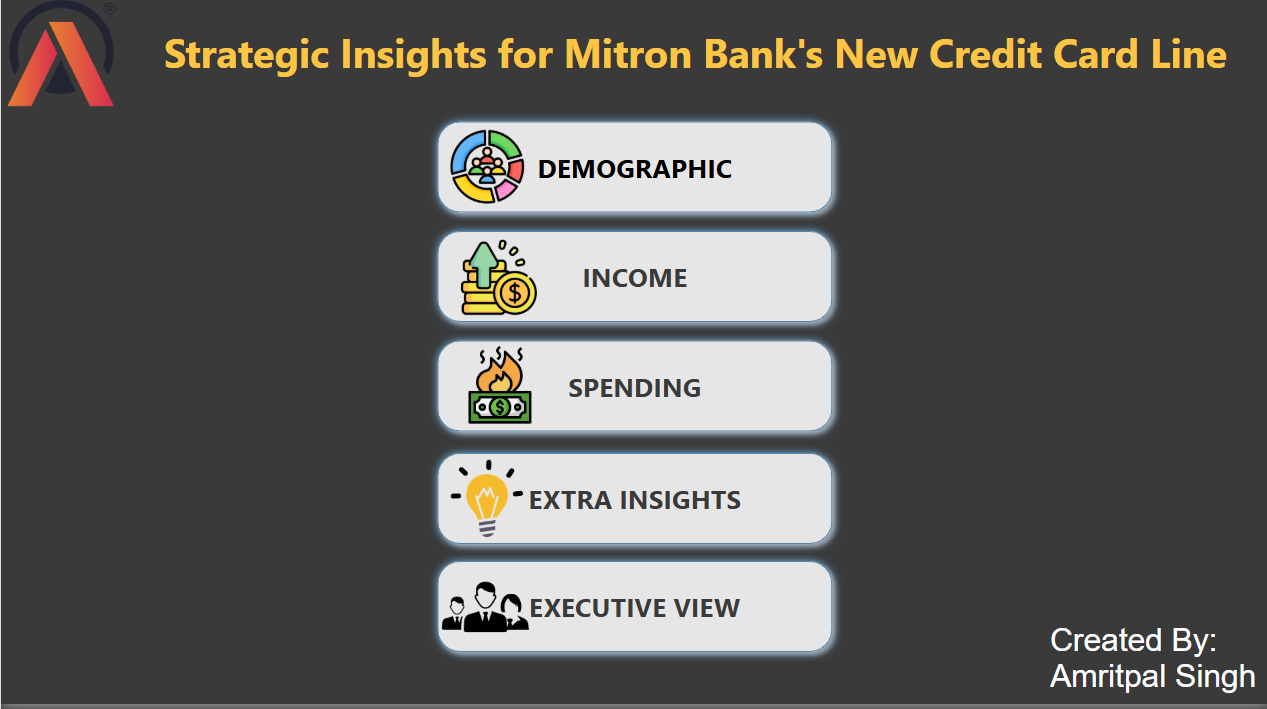 ®
Strategic Insights for Mitron Bank's New Credit Card Line
DEMOGRAPHIC
INCOME
$
SPENDING
$
EXTRA INSIGHTS
EXECUTIVE VIEW
Created By:
Amritpal Singh